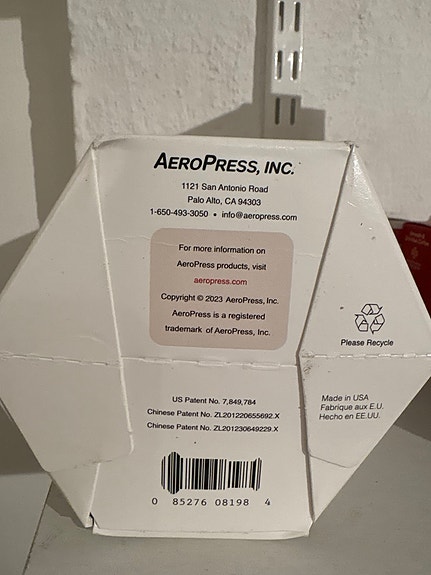 AEROPRESS, INC.
1121 San Antonio Road
Palo Alto, CA 94303
1-650-493-3050 • info@aeropress.com
For more information on
AeroPress products, visit
aeropress.com
Copyright © 2023 AeroPress, Inc.
AeroPress is a registered
trademark of AeroPress, Inc.
Please Recycle
US Patent No. 7,849,784
Chinese Patent No. ZL201220655692.X
Chinese Patent No. ZL201230649229.X
Made in USA
Fabrique aux E.U.
Hecho en EE.UU.
0 85276 08198 4